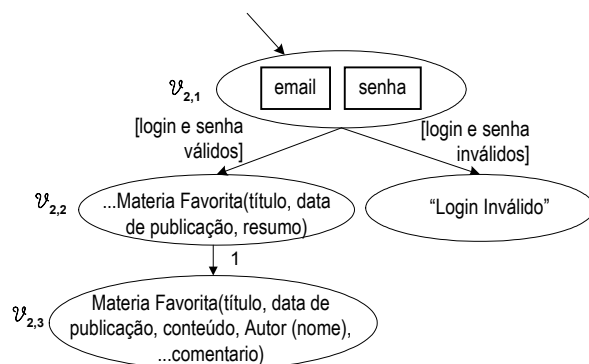 𝒱2,1
email
senha
[login e senha
válidos]
[login e senha
inválidos]
𝒱2,2
...Materia Favorita(título, data
de publicação, resumo)
“Login Inválido”
1
𝒱2,3
Materia Favorita(título, data de
publicação, conteúdo, Autor (nome),
...comentario)